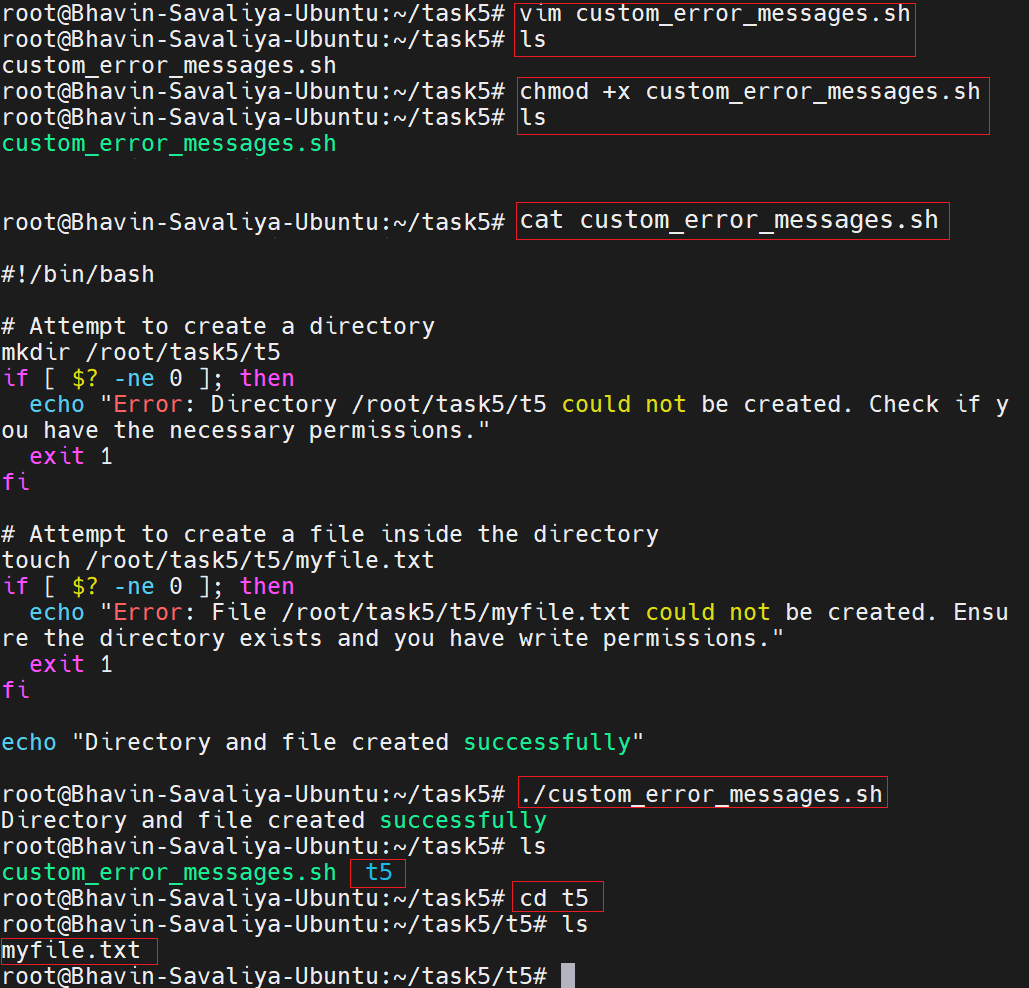 root@Bhavin-Savaliya-Ubuntu:~/task5# vim custom_error_messages.sh
root@Bhavin-Savaliya-Ubuntu:~/task5# ls
custom_error_messages.sh
root@Bhavin-Savaliya-Ubuntu:~/task5# chmod +x custom_error_messages.sh
root@Bhavin-Savaliya-Ubuntu:~/task5# ls
custom_error_messages.sh
root@Bhavin-Savaliya-Ubuntu:~/task5# cat custom_error_messages.sh
#!/bin/bash
# Attempt to create a directory
mkdir /root/task5/t5
if [ $? -ne 0 ]; then
  echo "Error: Directory /root/task5/t5 could not be created. Check if y
ou have the necessary permissions."
  exit 1
fi
# Attempt to create a file inside the directory
touch /root/task5/t5/myfile.txt
if [ $? -ne 0 ]; then
  echo "Error: File /root/task5/t5/myfile.txt could not be created. Ensu
re the directory exists and you have write permissions."
  exit 1
fi
echo "Directory and file created successfully"
root@Bhavin-Savaliya-Ubuntu:~/task5# ./custom_error_messages.sh
Directory and file created successfully
root@Bhavin-Savaliya-Ubuntu:~/task5# ls
custom_error_messages.sh t5
root@Bhavin-Savaliya-Ubuntu:~/task5# cd t5
root@Bhavin-Savaliya-Ubuntu:~/task5/t5# ls
myfile.txt
root@Bhavin-Savaliya-Ubuntu:~/task5/t5#